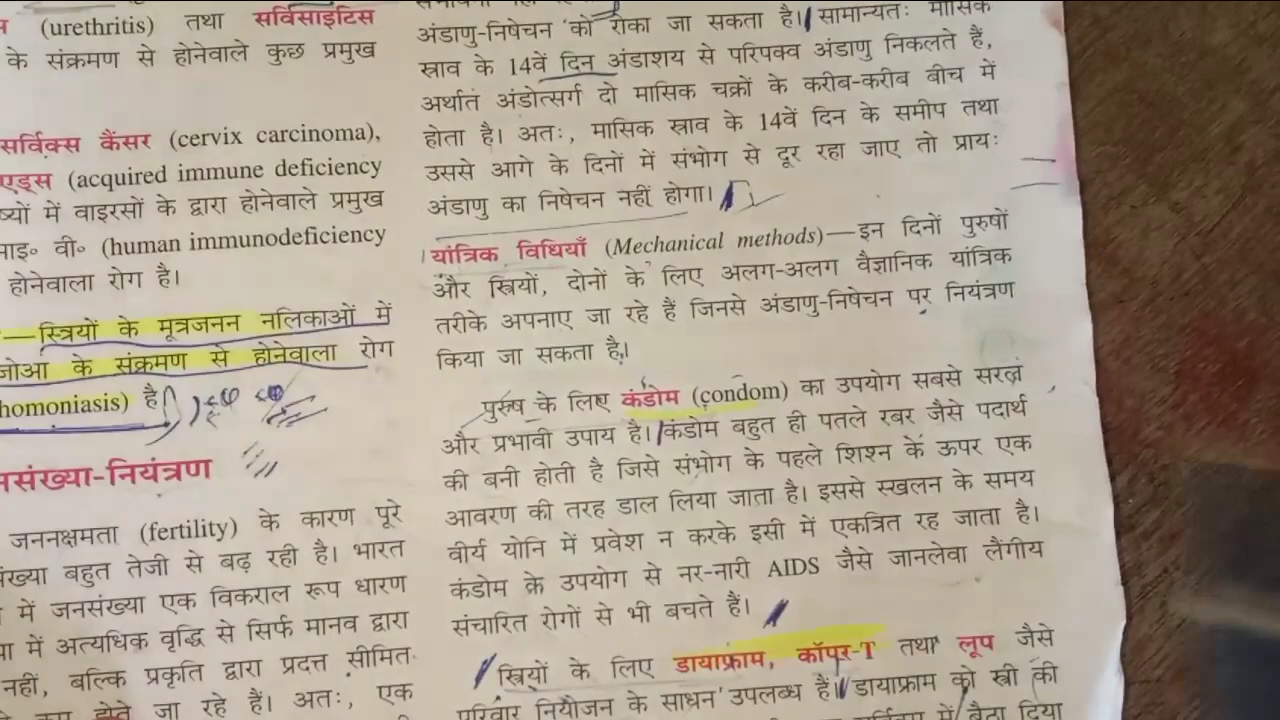 (urethritis) तथा सर्विसाइटिस
के संक्रमण से होनेवाले कुछ प्रमुख
सर्विक्स कैंसर (cervix carcinoma),
एड्स (acquired immune deficiency
ष्यों में वाइरसों के द्वारा होनेवाले प्रमुख
आइ० वी० (human immunodeficiency
होनेवाला रोग है।
—स्त्रियों के मूत्रजनन नलिकाओं में
जोआ के संक्रमण से होनेवाला रोग
homoniasis) है।
संख्या-नियंत्रण
जननक्षमता (fertility) के कारण पूरे
संख्या बहुत तेजी से बढ़ रही है। भारत
में जनसंख्या एक विकराल रूप धारण
या में अत्यधिक वृद्धि से सिर्फ मानव द्वारा
नहीं, बल्कि प्रकृति द्वारा प्रदत्त सीमित
होते जा रहे हैं। अतः, एक
अंडाणु-निषेचन को रोका जा सकता है। सामान्यतः मासिक
स्राव के 14वें दिन अंडाशय से परिपक्व अंडाणु निकलते हैं,
अर्थात अंडोत्सर्ग दो मासिक चक्रों के करीब-करीब बीच में
होता है। अतः, मासिक स्राव के 14वें दिन के समीप तथा
उससे आगे के दिनों में संभोग से दूर रहा जाए तो प्रायः
अंडाणु का निषेचन नहीं होगा।
यांत्रिक विधियाँ (Mechanical methods)—इन दिनों पुरुषों
और स्त्रियों, दोनों के लिए अलग-अलग वैज्ञानिक यांत्रिक
तरीके अपनाए जा रहे हैं जिनसे अंडाणु-निषेचन पर नियंत्रण
किया जा सकता है।
पुरुष के लिए कंडोम (condom) का उपयोग सबसे सरल
और प्रभावी उपाय है। कंडोम बहुत ही पतले रबर जैसे पदार्थ
की बनी होती है जिसे संभोग के पहले शिश्न के ऊपर एक
आवरण की तरह डाल लिया जाता है। इससे स्खलन के समय
वीर्य योनि में प्रवेश न करके इसी में एकत्रित रह जाता है।
कंडोम के उपयोग से नर-नारी AIDS जैसे जानलेवा लैंगीय
संचारित रोगों से भी बचते हैं।
स्त्रियों के लिए डायाफ्राम, कॉपर-T तथा लूप जैसे
परिवार नियोजन के साधन उपलब्ध हैं। डायाफ्राम को स्त्री की
में बैठा दिया